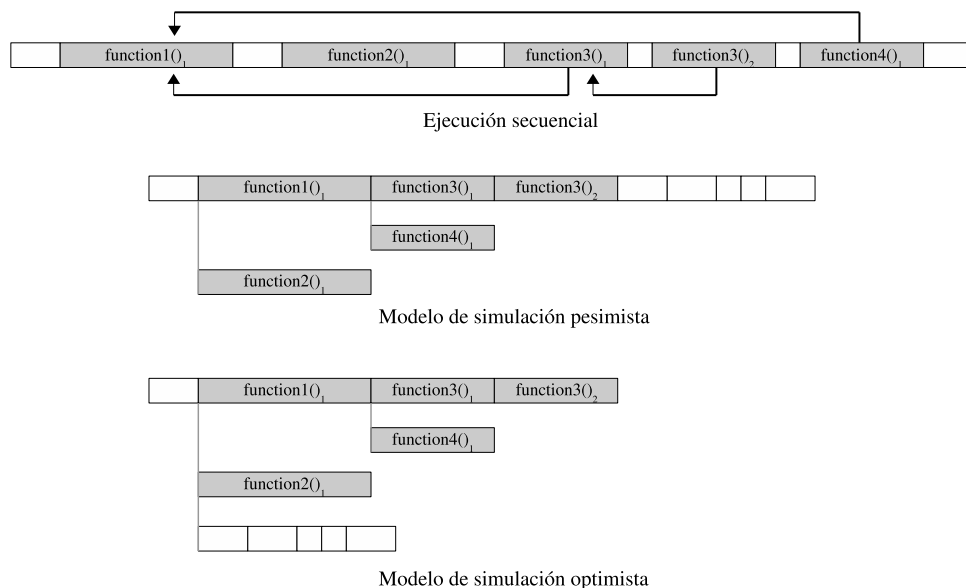 function1()1 function2()1 function3()1 function3()2 function4()1
Ejecución secuencial
function1()1 function3()1 function3()2
function4()1
function2()1
Modelo de simulación pesimista
function1()1 function3()1 function3()2
function4()1
function2()1
Modelo de simulación optimista